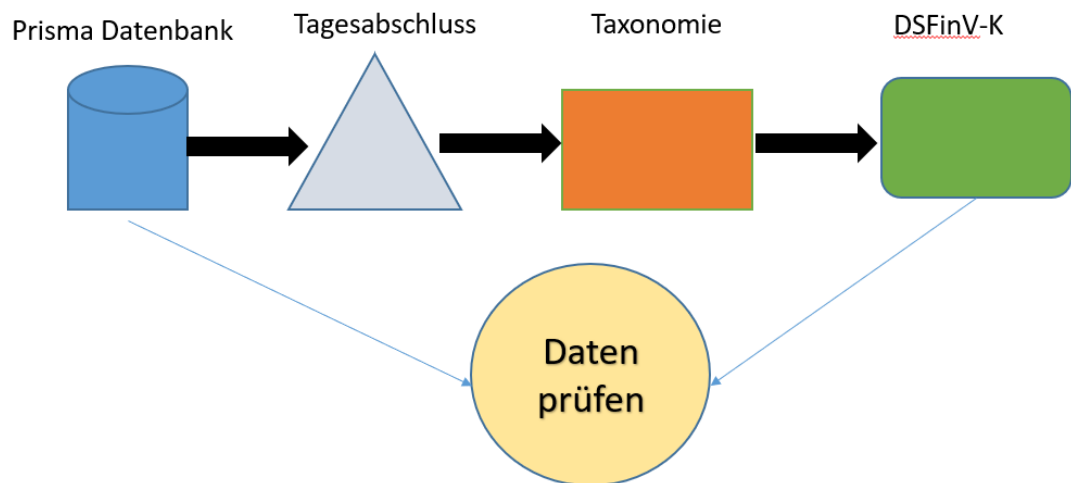 Prisma Datenbank
Tagesabschluss
Taxonomie
DSFinV-K
Daten
prüfen